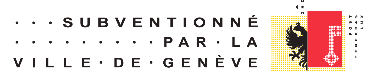 · · · SUBVENTIONNÉ
· · · · · · · · · · PAR · LA
VILLE · DE · GENÈVE